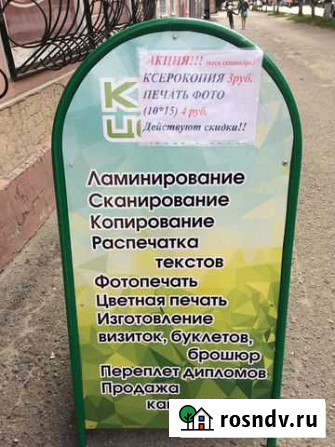 АКЦИЯ!!!
КСЕРОКОПИЯ 3руб.
ПЕЧАТЬ ФОТО
(10*15) 4 руб.
Действуют скидки!!
Ламинирование
Сканирование
Копирование
Распечатка
текстов
Фотопечать
Цветная печать
Изготовление
визиток, буклетов,
брошюр
Переплет дипломов
Продажа
rosndv.ru